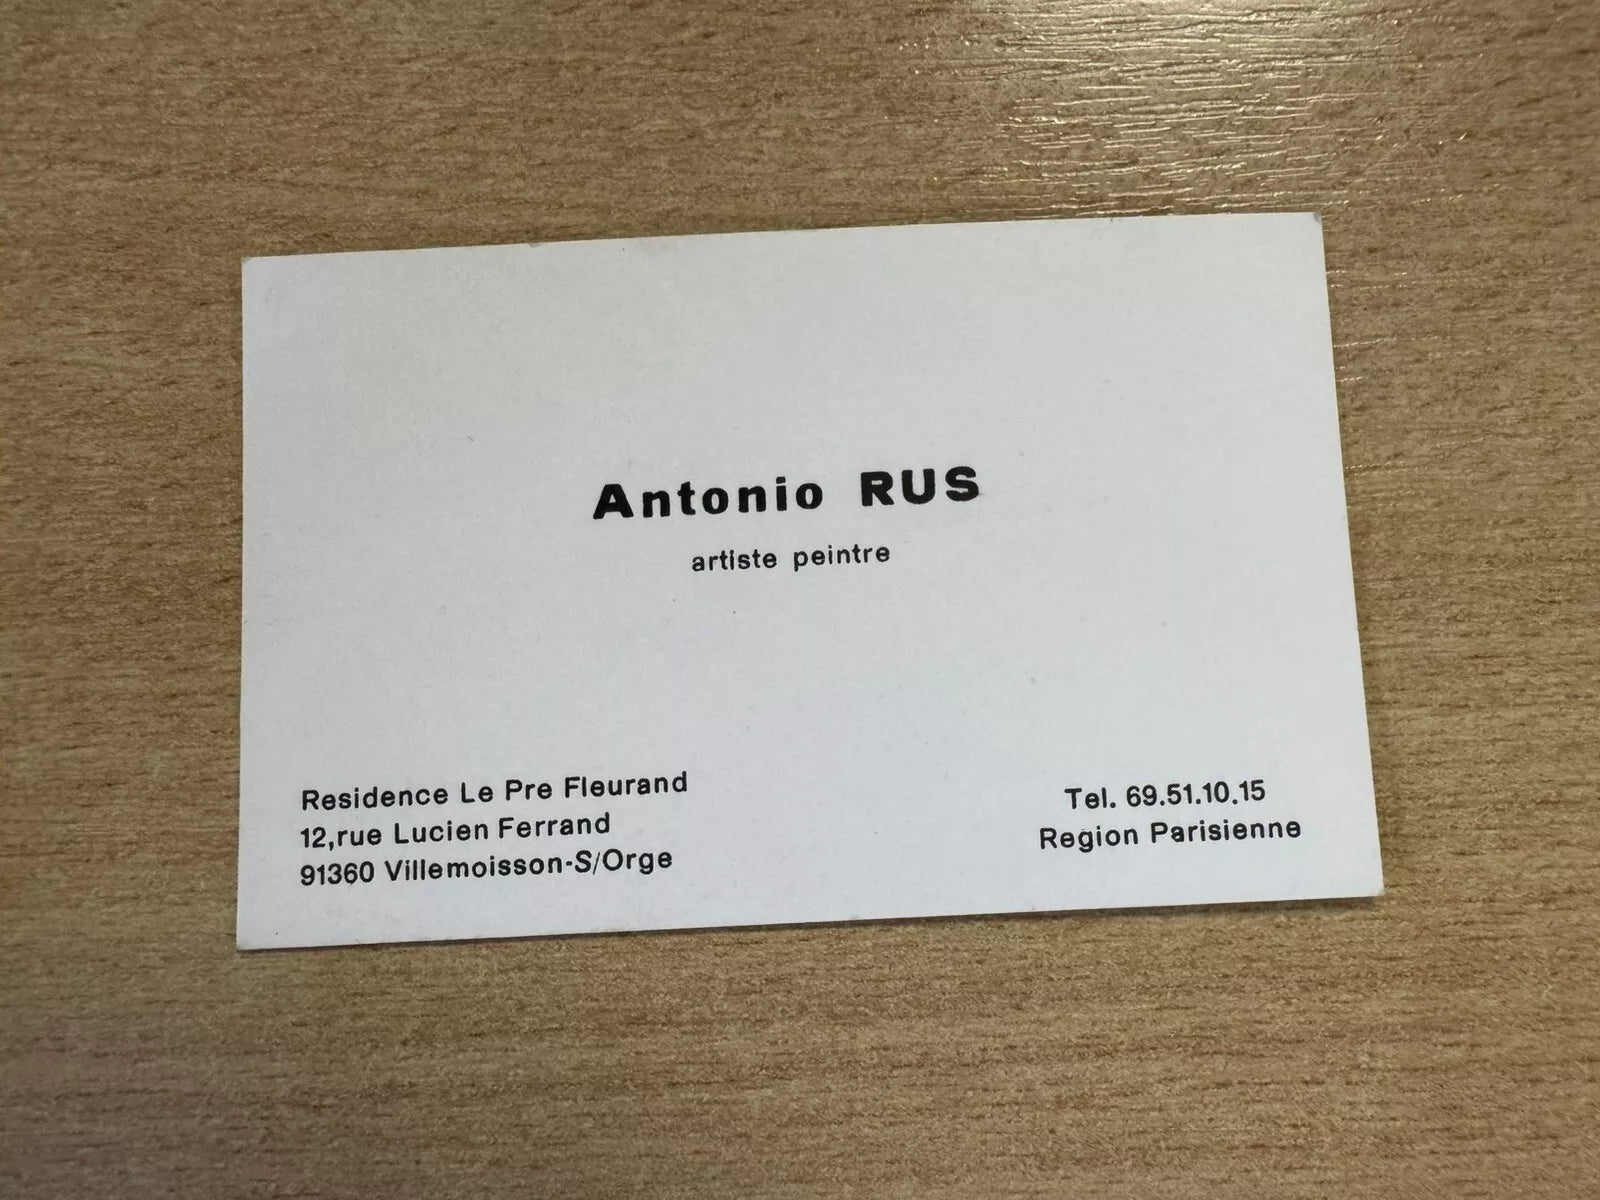 Antonio RUS
artiste peintre
Residence Le Pre Fleurand
12,rue Lucien Ferrand
91360 Villemoisson-S/Orge
Tel. 69.51.10.15
Region Parisienne